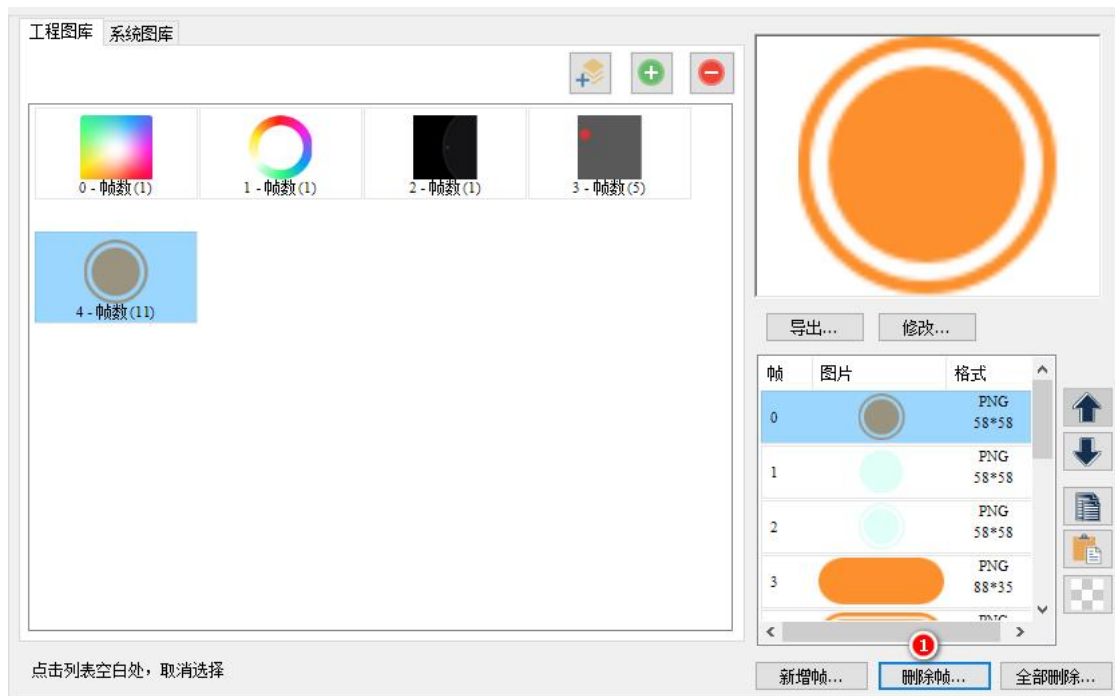 工程图库 系统图库
0 - 帧数(1) 1 - 帧数(1) 2 - 帧数(1) 3 - 帧数(5)
4 - 帧数(11)
导出... 修改...
帧 图片 格式
0 PNG
58*58
1 PNG
58*58
2 PNG
58*58
3 PNG
88*35
PNG
1
点击列表空白处，取消选择
新增帧... 删除帧... 全部删除...